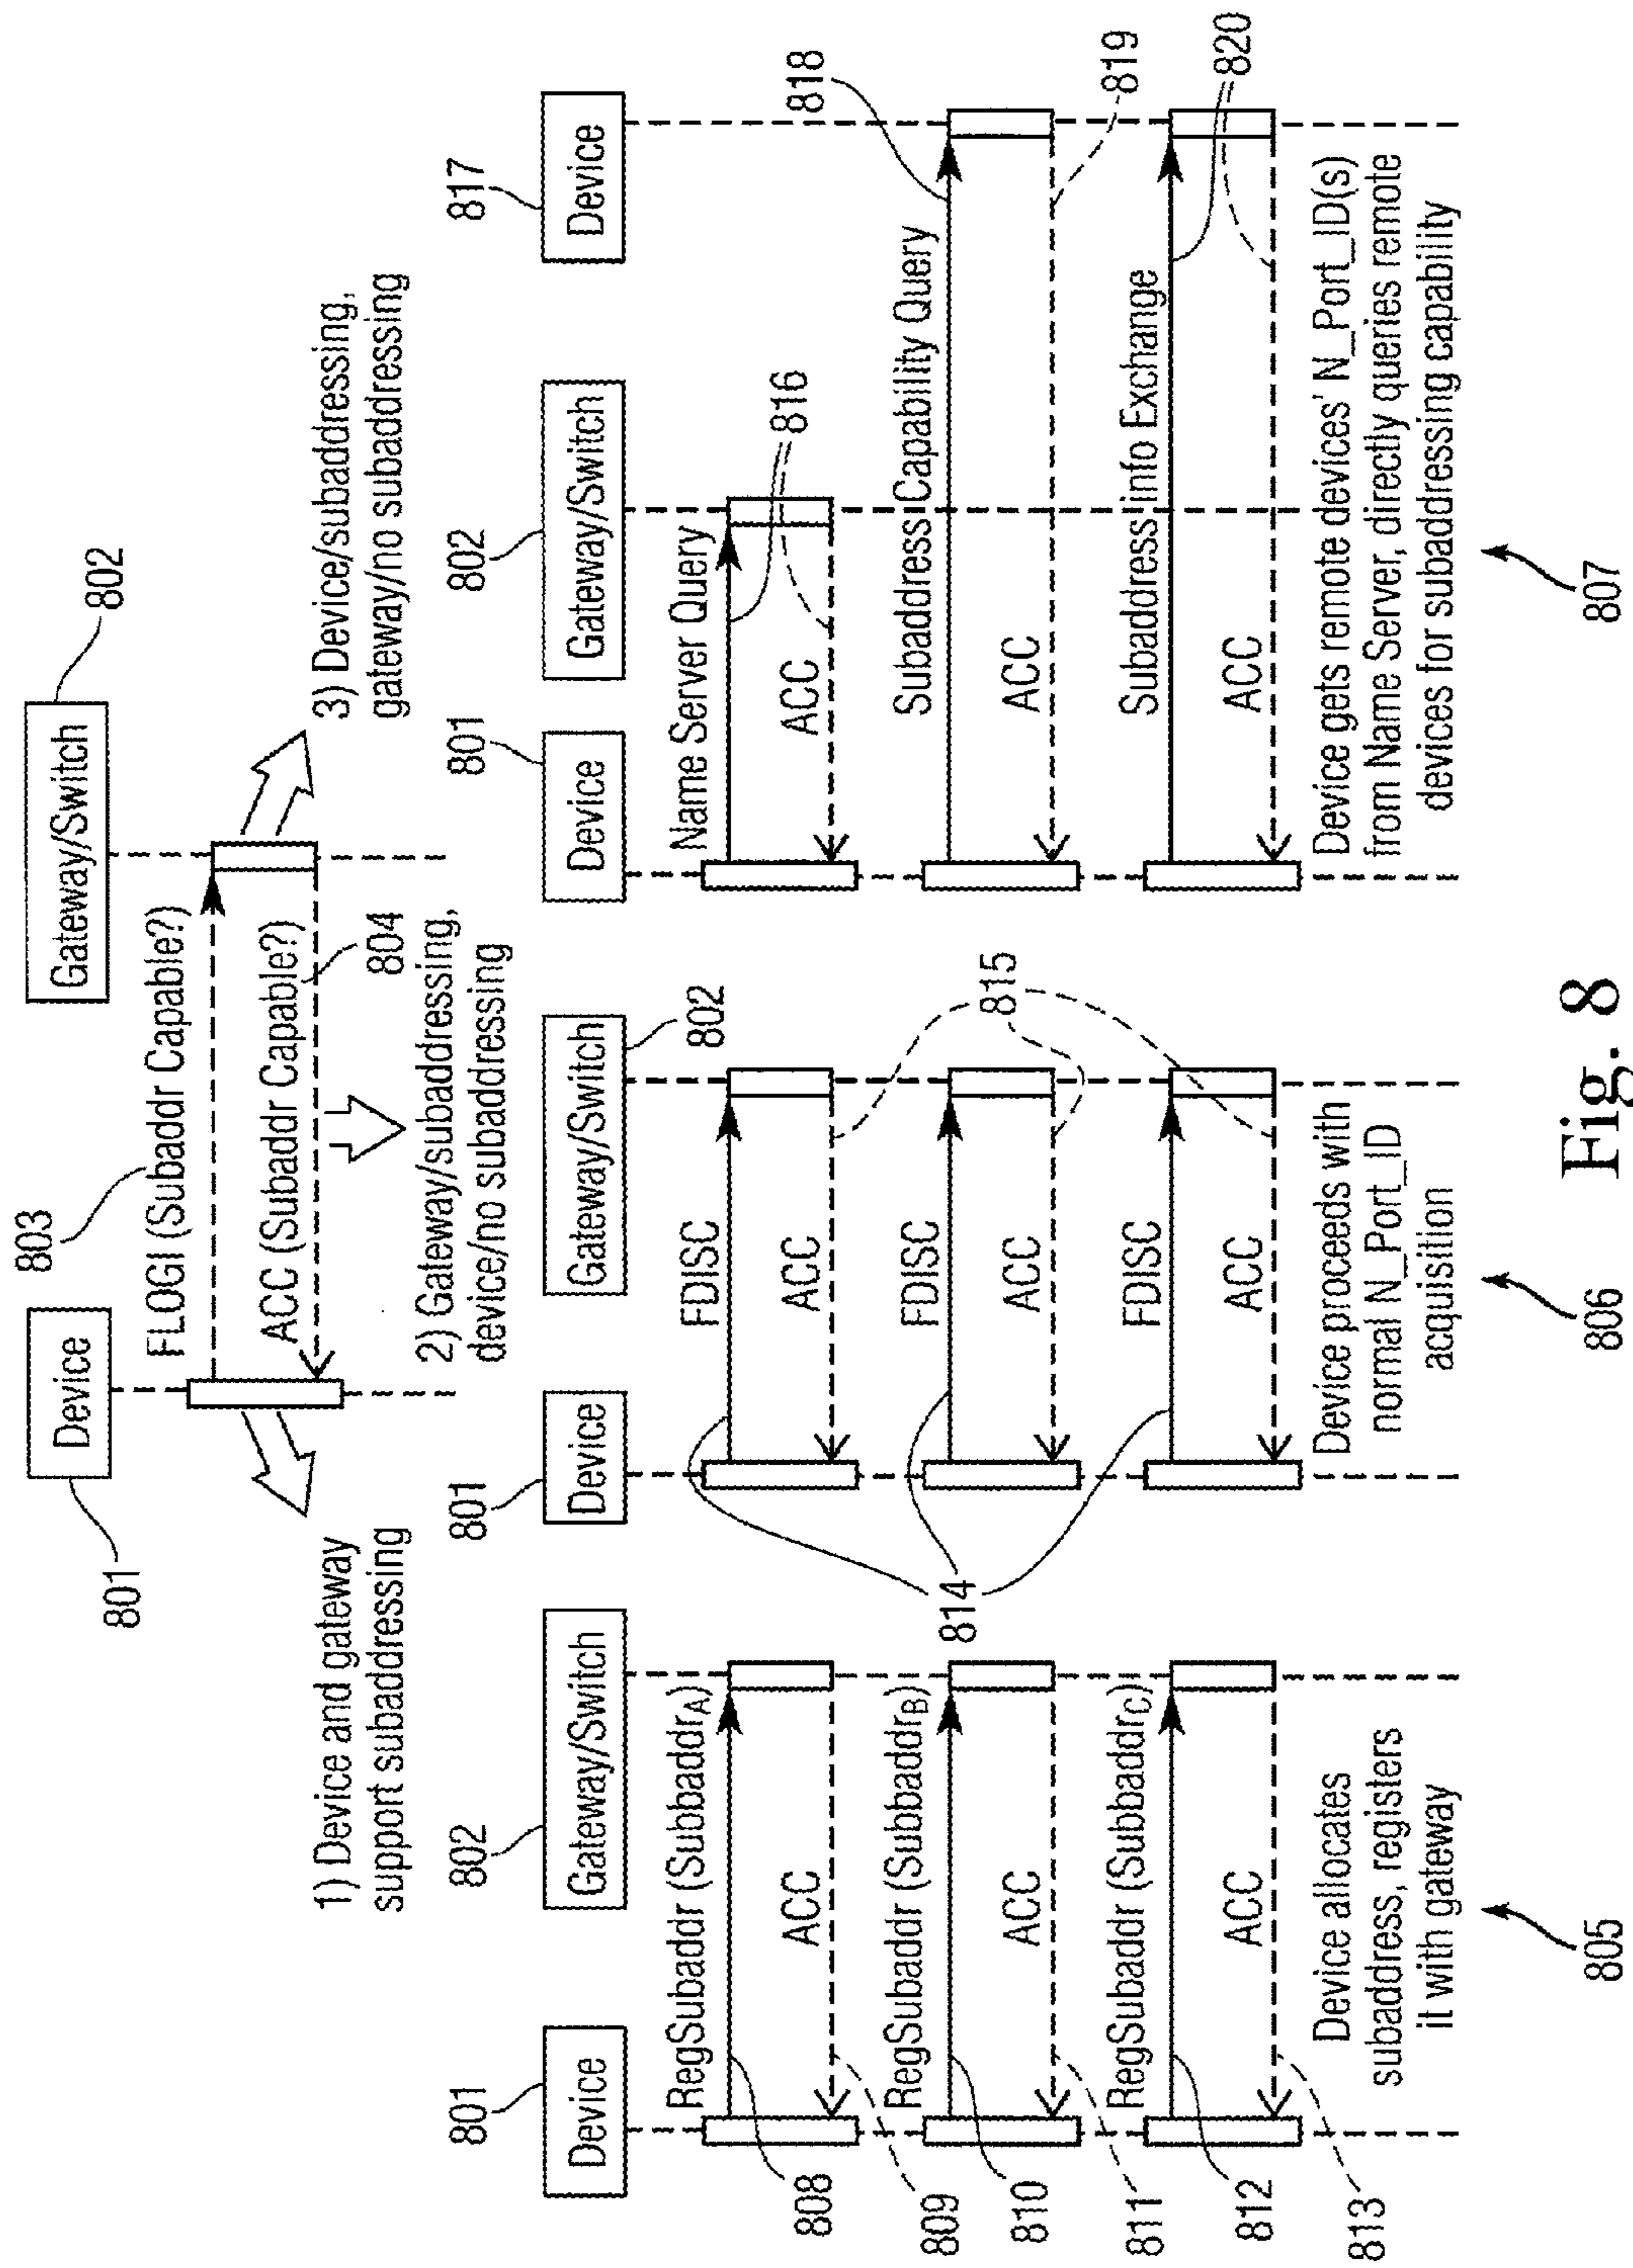 801
Device
803
FLOGI (Subaddr Capable?)
ACC (Subaddr Capable?)
804
Gateway/Switch
802
1) Device and gateway
support subaddressing
2) Gateway/subaddressing,
device/no subaddressing
3) Device/subaddressing,
gateway/no subaddressing
801
Device
802
Gateway/Switch
RegSubaddr (SubbaddrA)
ACC
RegSubaddr (SubbaddrB)
ACC
RegSubaddr (SubbaddrC)
ACC
808
809
810
811
812
813
Device allocates
subaddress, registers
it with gateway
805
801
Device
802
Gateway/Switch
FDISC
ACC
FDISC
ACC
FDISC
ACC
814
815
Device proceeds with
normal N_Port_ID
acquisition
806
801
Device
802
Gateway/Switch
817
Device
Name Server Query
816
ACC
818
Subaddress Capability Query
ACC
819
Subaddress Info Exchange
ACC
820
Device gets remote devices' N_Port_ID(s)
from Name Server, directly queries remote
devices for subaddressing capability
807
Fig. 8